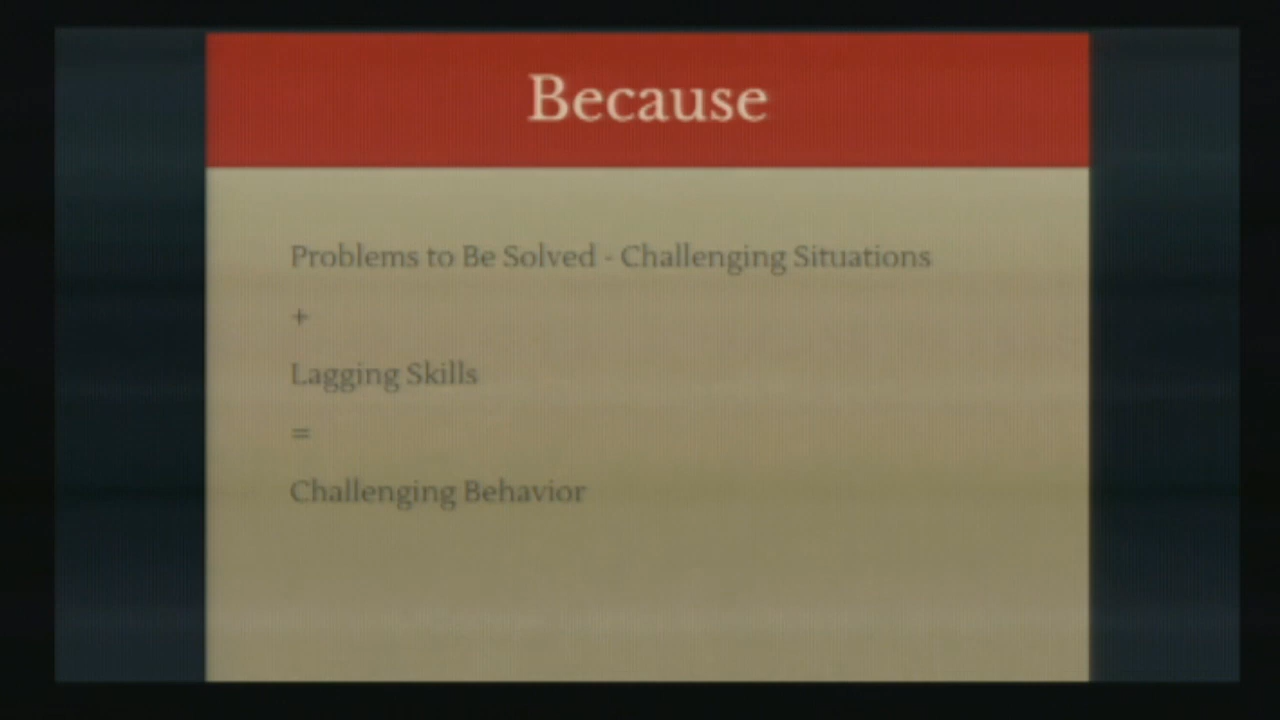 Because
Problems to Be Solved - Challenging Situations
+
Lagging Skills
=
Challenging Behavior